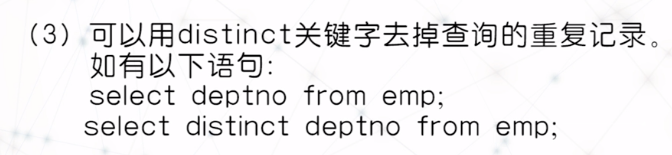 （3）可以用distinct关键字去掉查询的重复记录。
如有以下语句：
select deptno from emp;
select distinct deptno from emp;